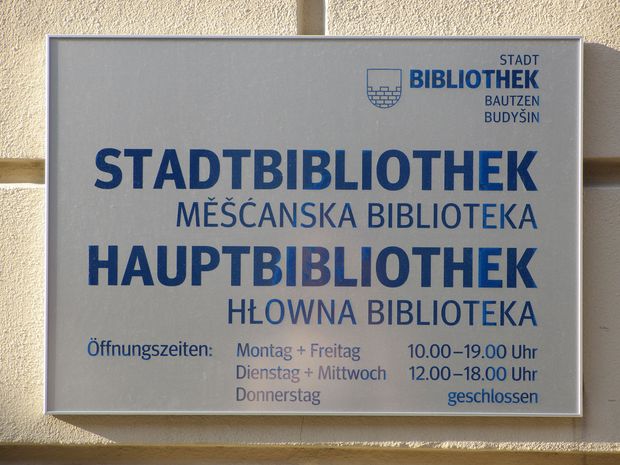 STADT
BIBLIOTHEK
BAUTZEN
BUDYŠIN
STADTBIBLIOTHEK
MĚŠĆANSKA BIBLIOTEKA
HAUPTBIBLIOTHEK
HŁOWNA BIBLIOTEKA
Öffnungszeiten: Montag + Freitag 10.00–19.00 Uhr
Dienstag + Mittwoch 12.00–18.00 Uhr
Donnerstag geschlossen